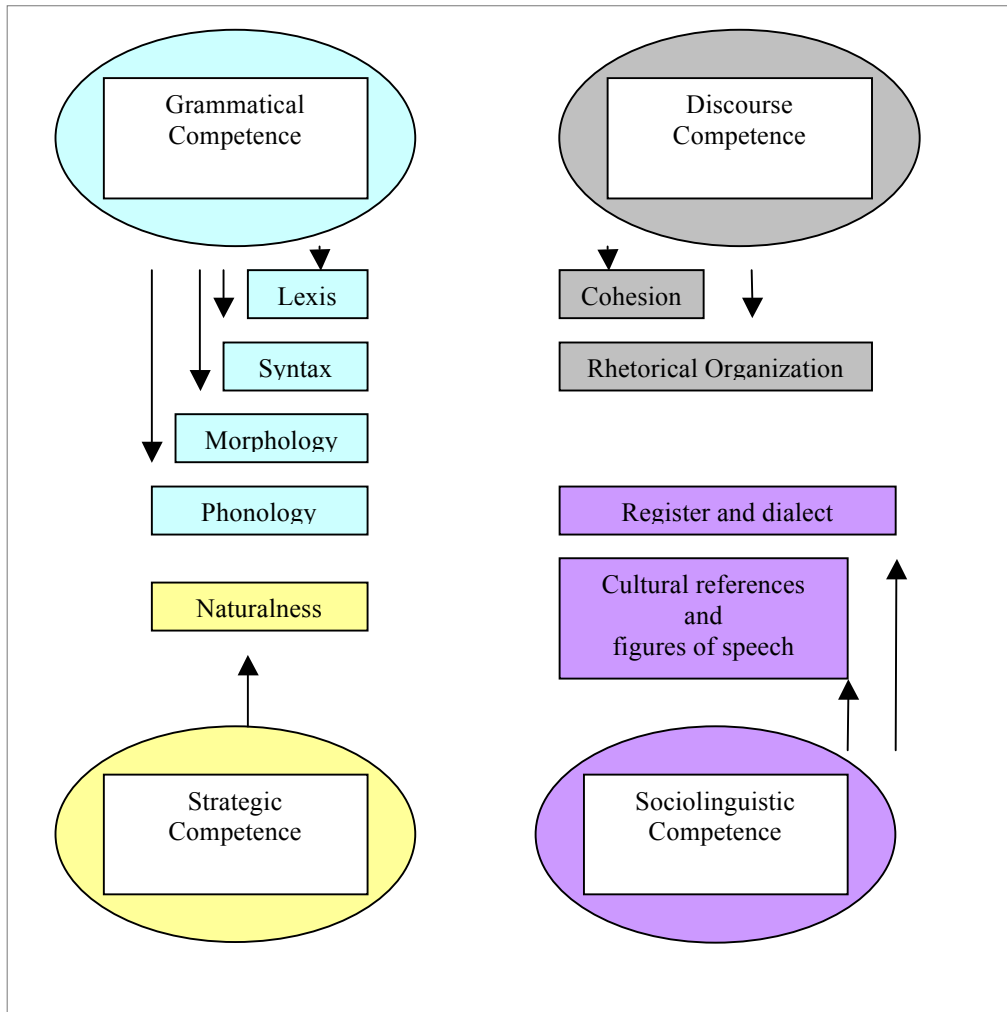 Grammatical
Competence
Discourse
Competence
Lexis
Cohesion
Syntax
Rhetorical Organization
Morphology
Phonology
Register and dialect
Naturalness
Cultural references
and
figures of speech
Strategic
Competence
Sociolinguistic
Competence